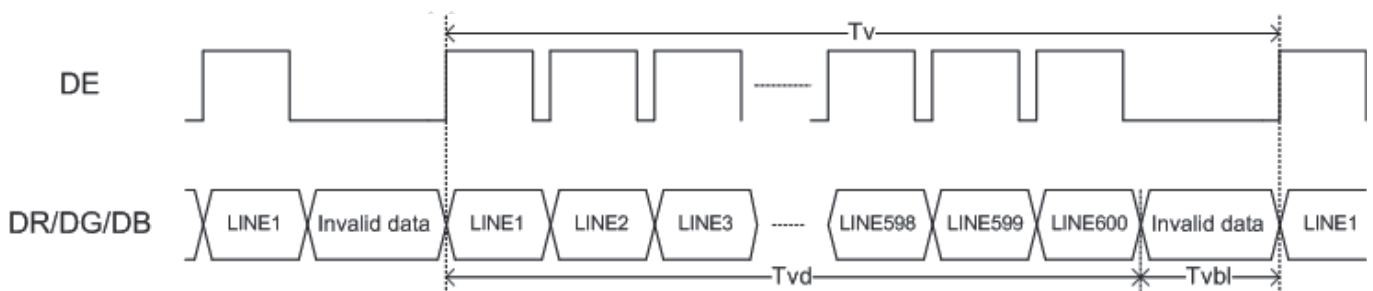 Tv
DE
DR/DG/DB LINE1 Invalid data LINE1 LINE2 LINE3 LINE598 LINE599 LINE600 Invalid data LINE1
Tvd Tvbl